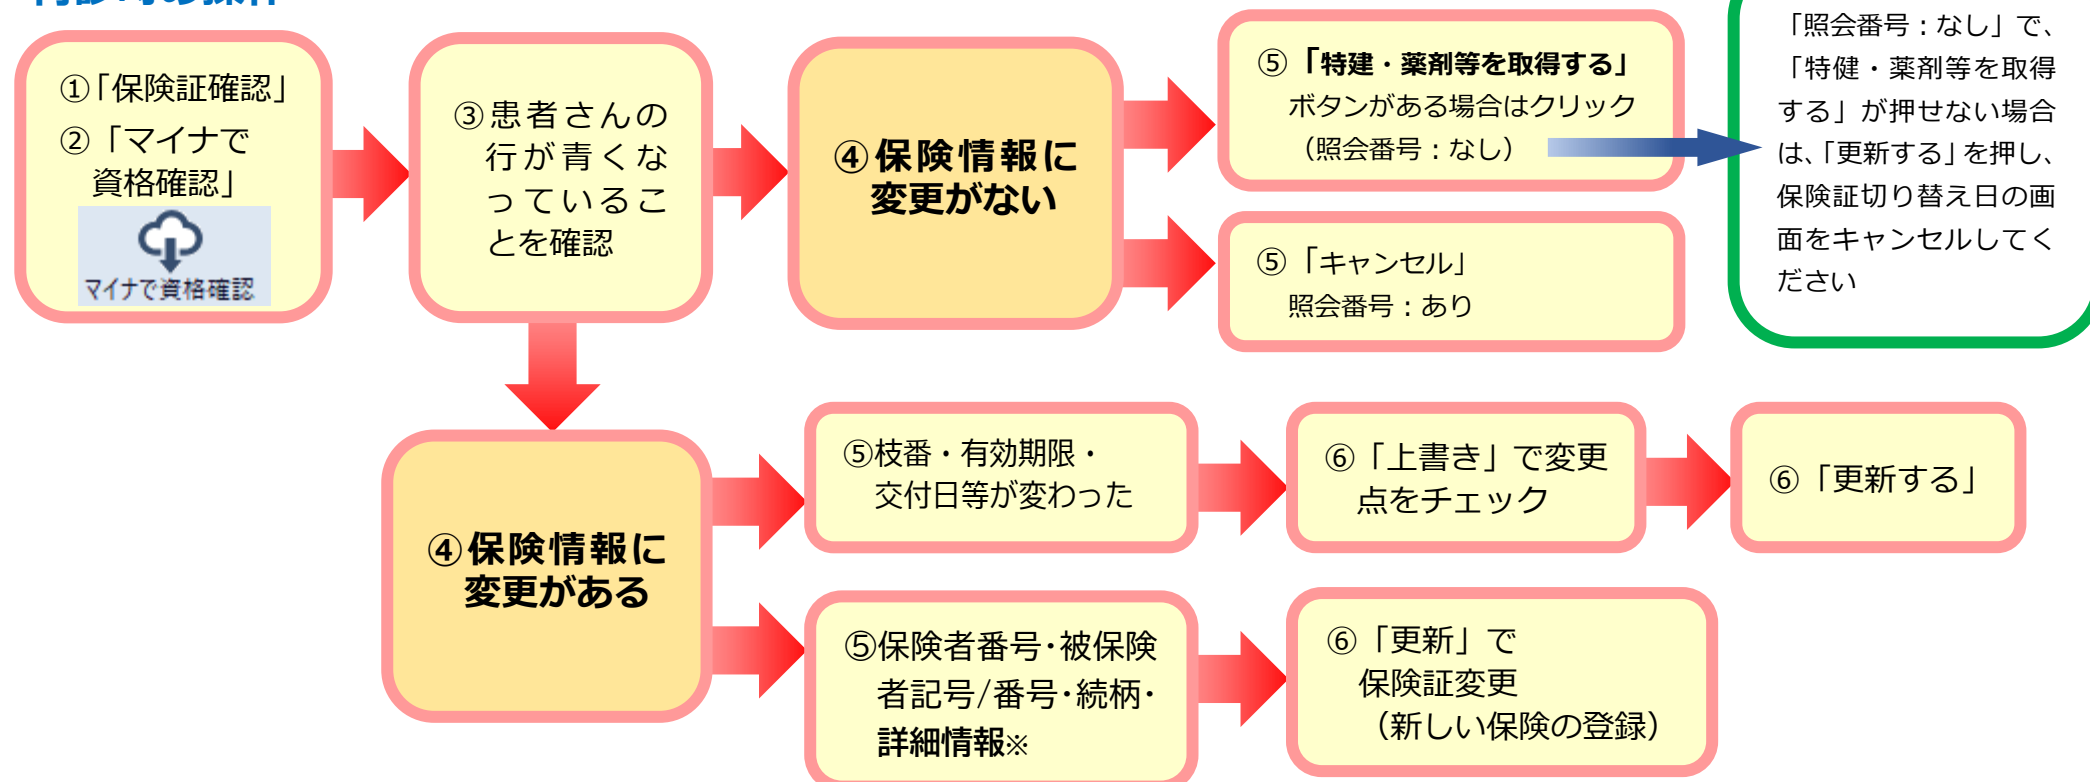 再診時の操作
①「保険証確認」
②「マイナで
資格確認」
マイナで資格確認
③患者さんの
行が青くな
っているこ
とを確認
④保険情報に
変更がない
⑤「特建・薬剤等を取得する」
ボタンがある場合はクリック
（照会番号：なし）
「照会番号：なし」で、
「特健・薬剤等を取得
する」が押せない場合
は、「更新する」を押し、
保険証切り替え日の画
面をキャンセルしてく
ださい
⑤「キャンセル」
照会番号：あり
④保険情報に
変更がある
⑤枝番・有効期限・
交付日等が変わった
⑥「上書き」で変更
点をチェック
⑥「更新する」
⑤保険者番号・被保険
者記号/番号・続柄・
詳細情報※
⑥「更新」で
保険証変更
（新しい保険の登録）